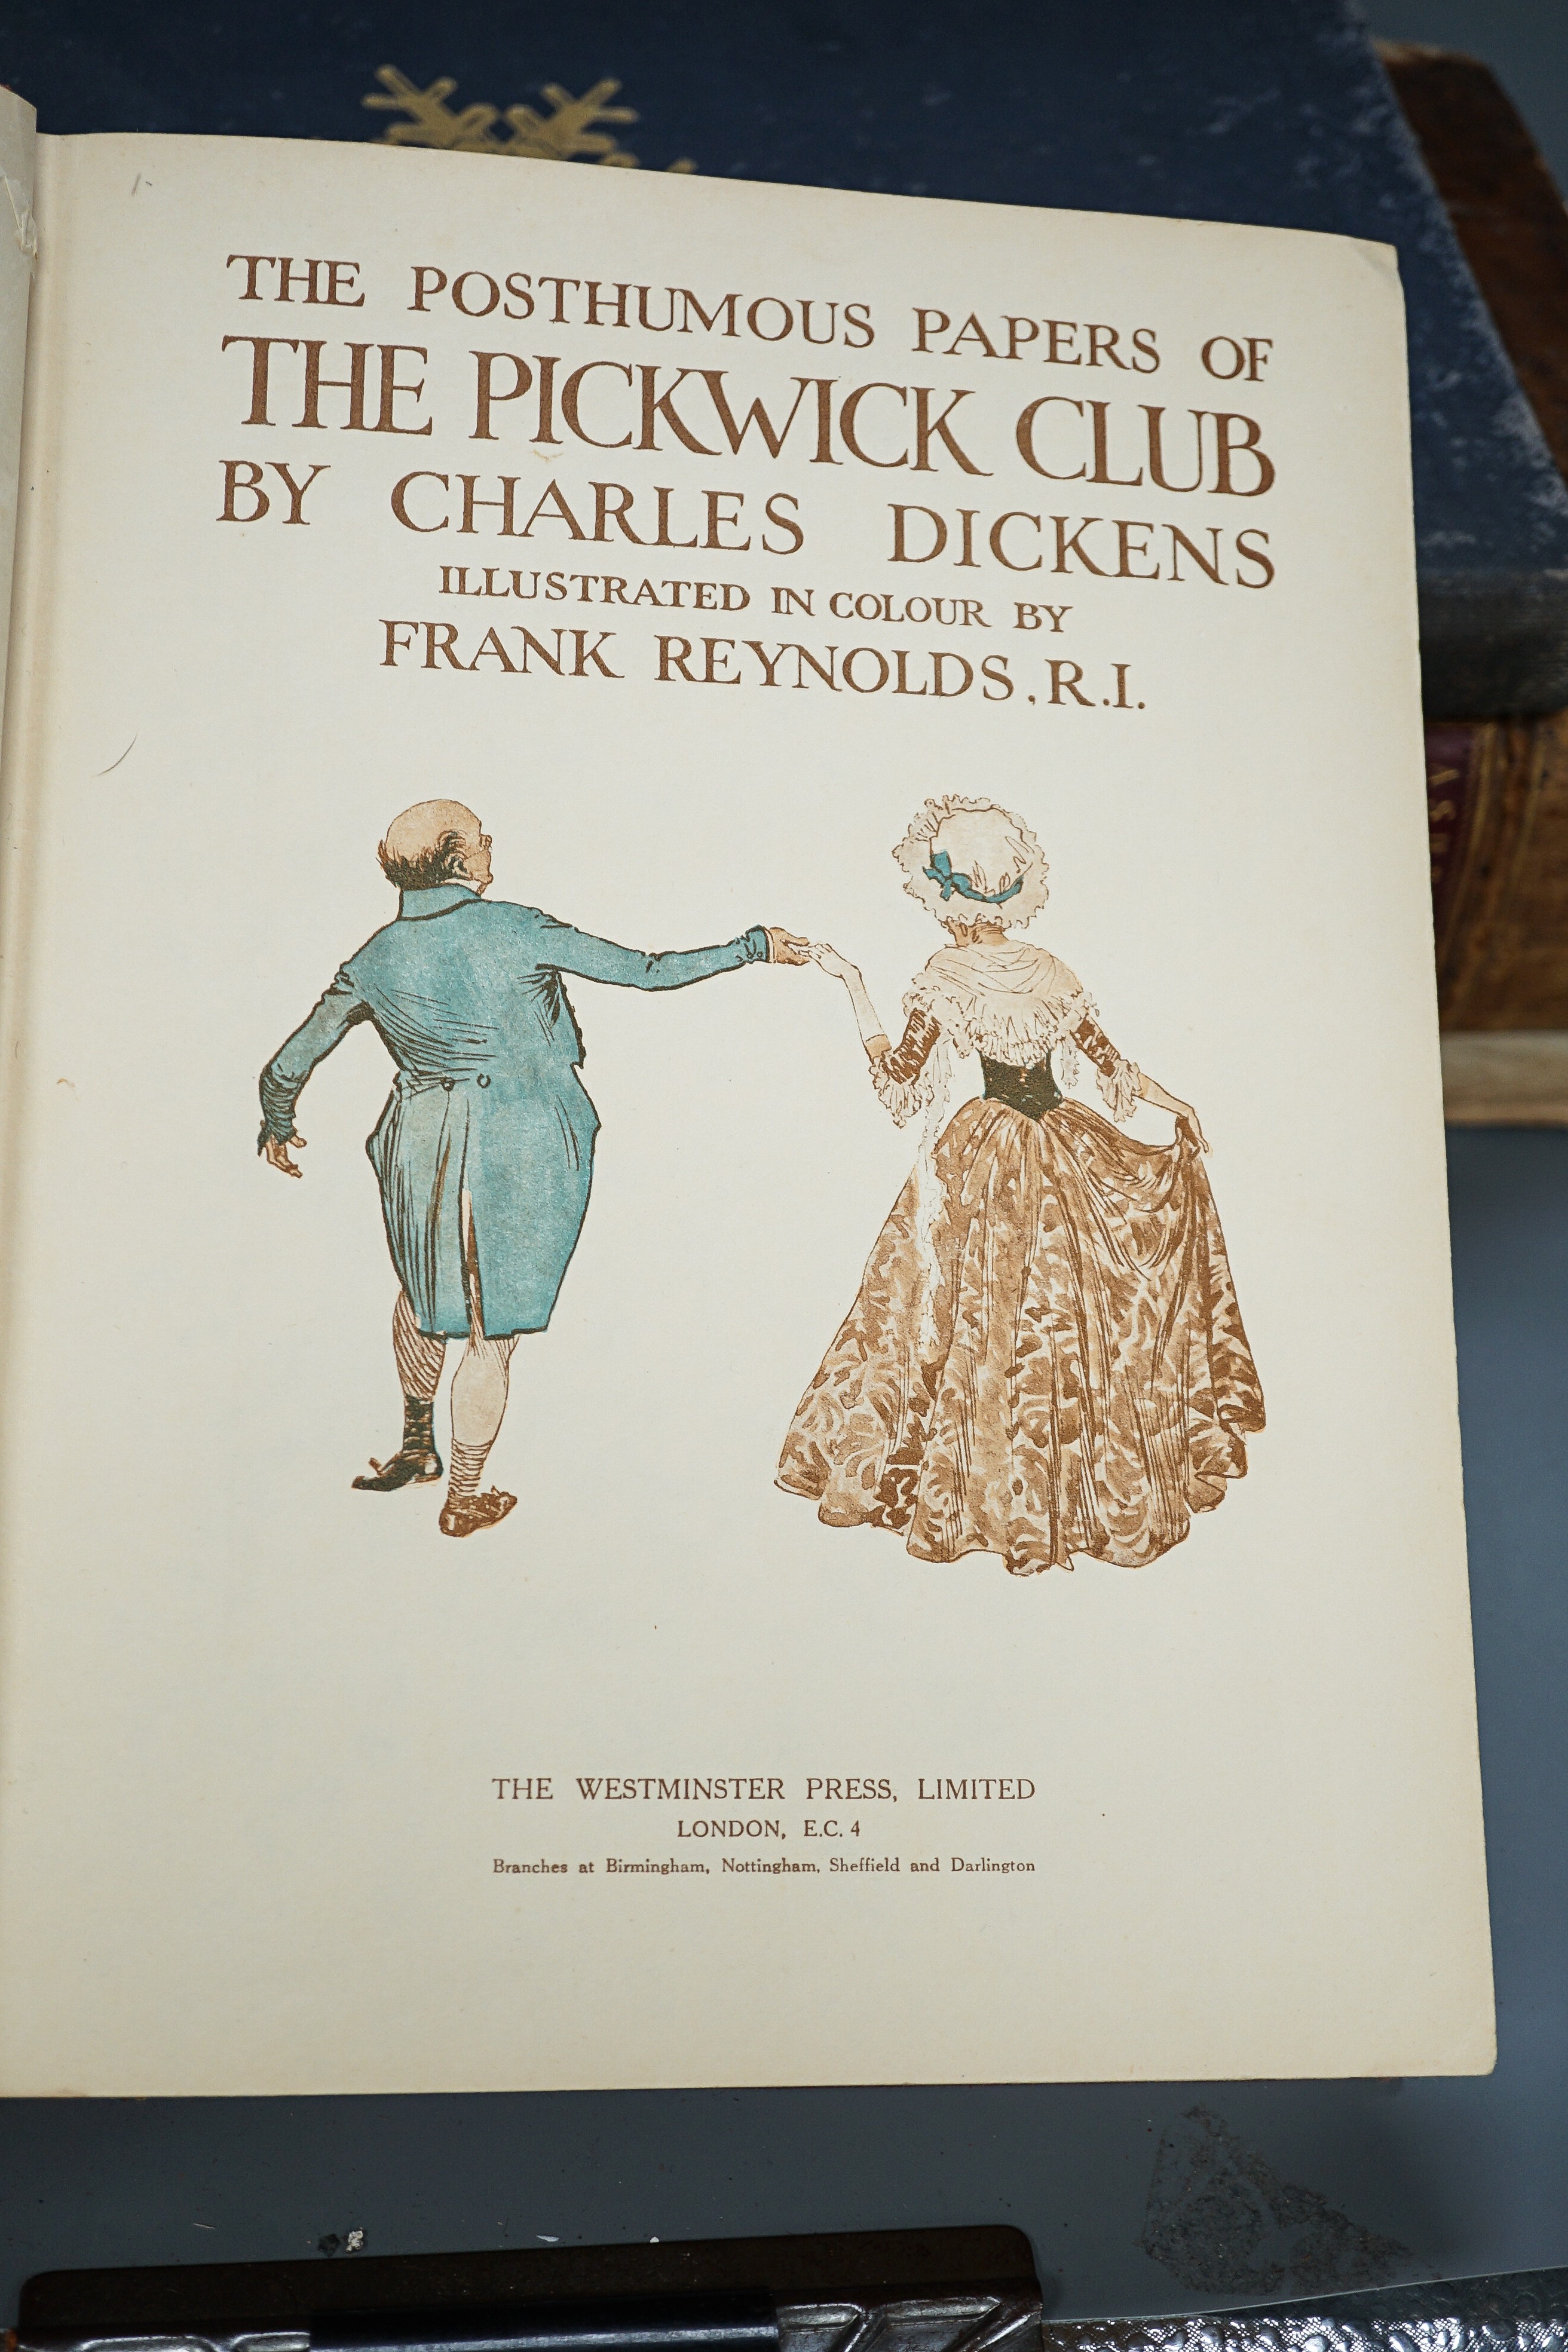 THE POSTHUMOUS PAPERS OF
THE PICKWICK CLUB
BY CHARLES DICKENS
ILLUSTRATED IN COLOUR BY
FRANK REYNOLDS, R.I.
THE WESTMINSTER PRESS, LIMITED
LONDON, E.C. 4
Branches at Birmingham, Nottingham, Sheffield and Darlington